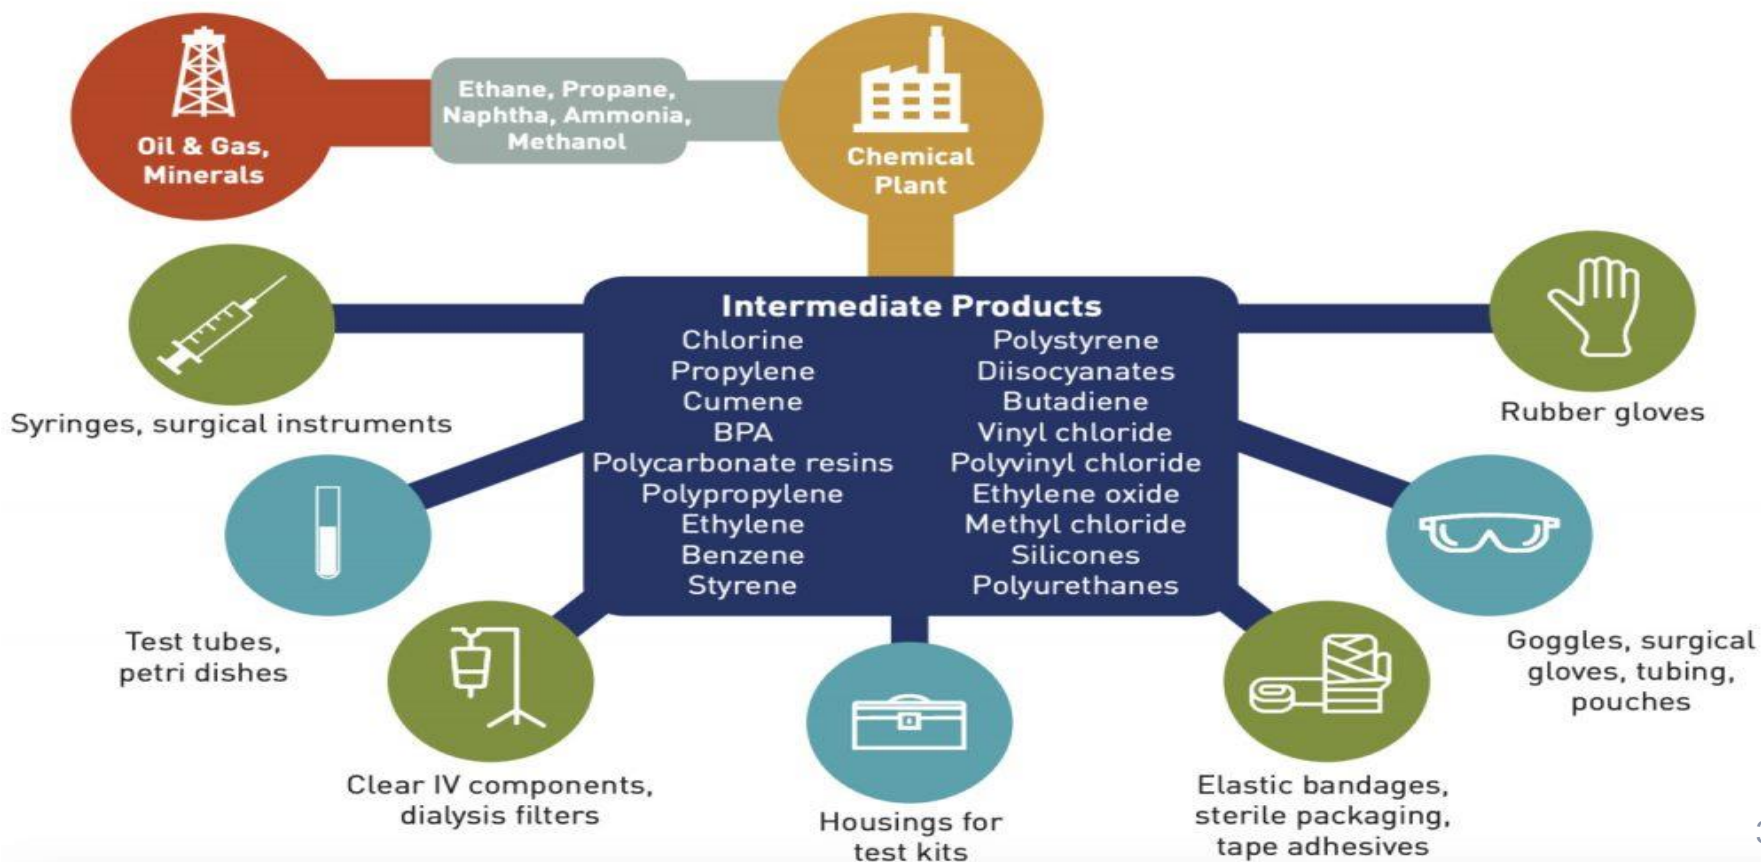 Oil & Gas,
Minerals
Ethane, Propane,
Naphtha, Ammonia,
Methanol
Chemical
Plant
Intermediate Products
Chlorine
Propylene
Cumene
BPA
Polycarbonate resins
Polypropylene
Ethylene
Benzene
Styrene
Polystyrene
Diisocyanates
Butadiene
Vinyl chloride
Polyvinyl chloride
Ethylene oxide
Methyl chloride
Silicones
Polyurethanes
Syringes, surgical instruments
Test tubes,
petri dishes
Clear IV components,
dialysis filters
Housings for
test kits
Elastic bandages,
sterile packaging,
tape adhesives
Goggles, surgical
gloves, tubing,
pouches
Rubber gloves